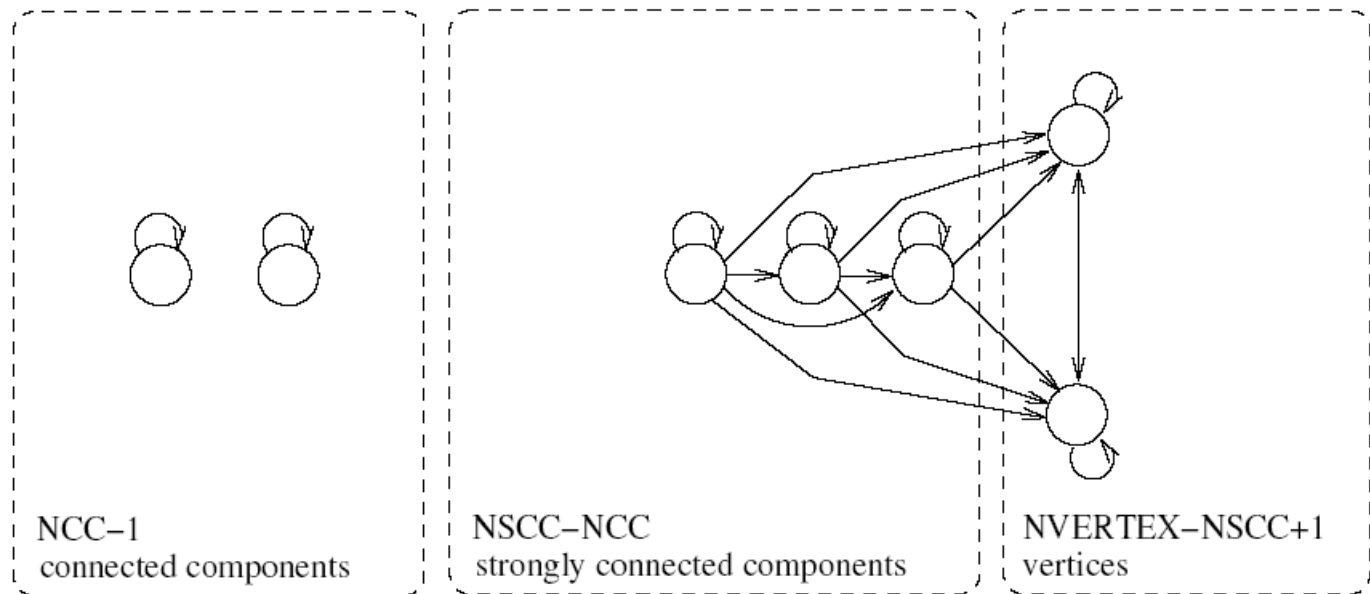 NCC−1
connected components
NSCC−NCC
strongly connected components
NVERTEX−NSCC+1
vertices